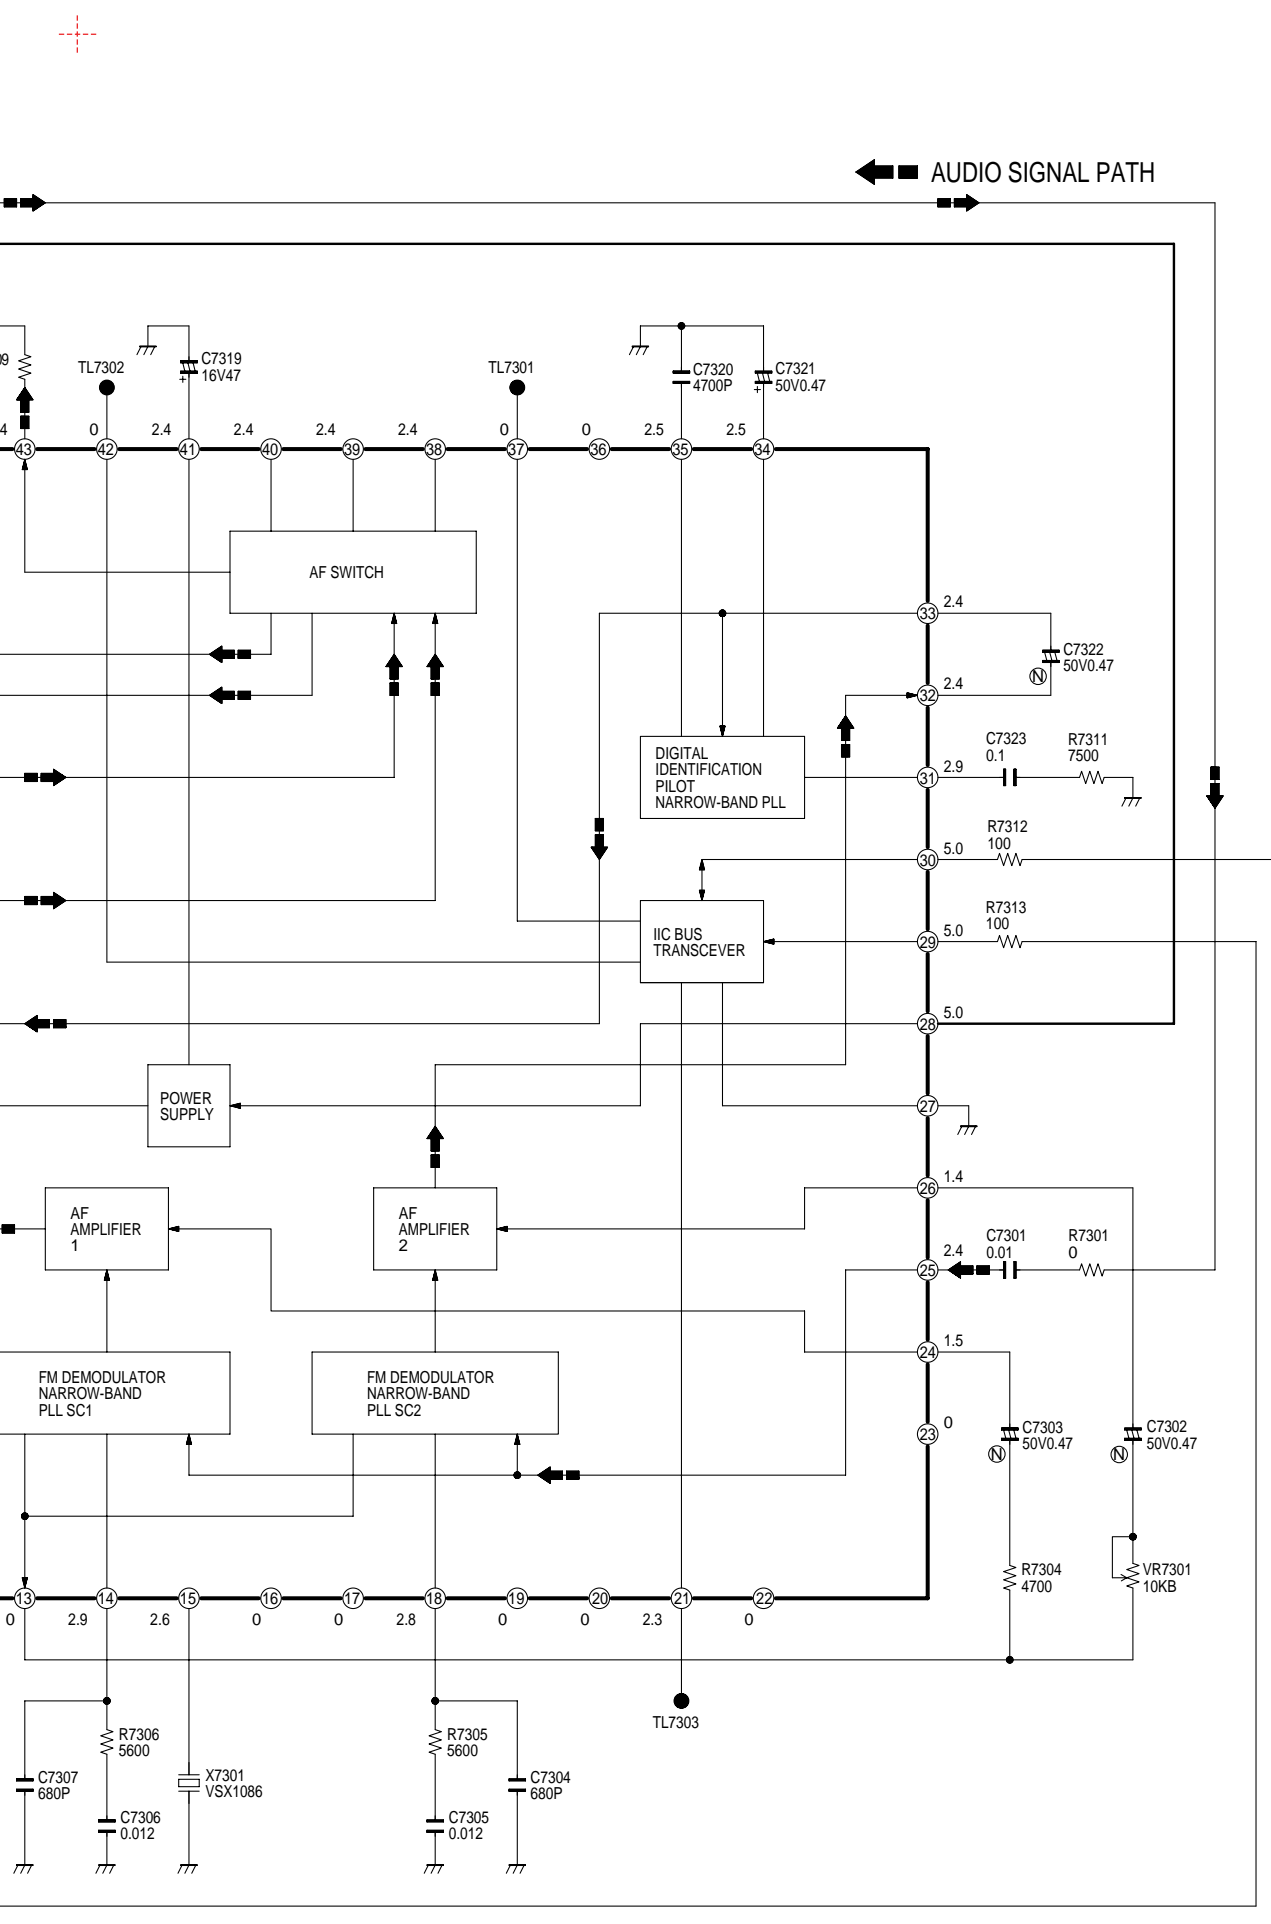 AUDIO SIGNAL PATH
TL7302
C7319
16V47
TL7301
C7320
4700P
C7321
50V0.47
4 0 2.4 2.4 2.4 2.4 0 0 2.5 2.5
43 42 41 40 39 38 37 36 35 34
AF SWITCH
33 2.4
C7322
50V0.47
N
32 2.4
DIGITAL
IDENTIFICATION
PILOT
NARROW-BAND PLL
31 2.9
C7323
0.1
R7311
7500
R7312
100
30 5.0
IIC BUS
TRANSCEVER
R7313
100
29 5.0
28 5.0
POWER
SUPPLY
27
26 1.4
AF
AMPLIFIER
1
AF
AMPLIFIER
2
C7301
0.01
R7301
0
25 2.4
24 1.5
FM DEMODULATOR
NARROW-BAND
PLL SC1
FM DEMODULATOR
NARROW-BAND
PLL SC2
23 0
C7303
50V0.47
N
C7302
50V0.47
N
R7304
4700
VR7301
10KB
13 14 15 16 17 18 19 20 21 22
0 2.9 2.6 0 0 2.8 0 0 2.3 0
TL7303
R7306
5600
R7305
5600
C7307
680P
X7301
VSX1086
C7304
680P
C7306
0.012
C7305
0.012